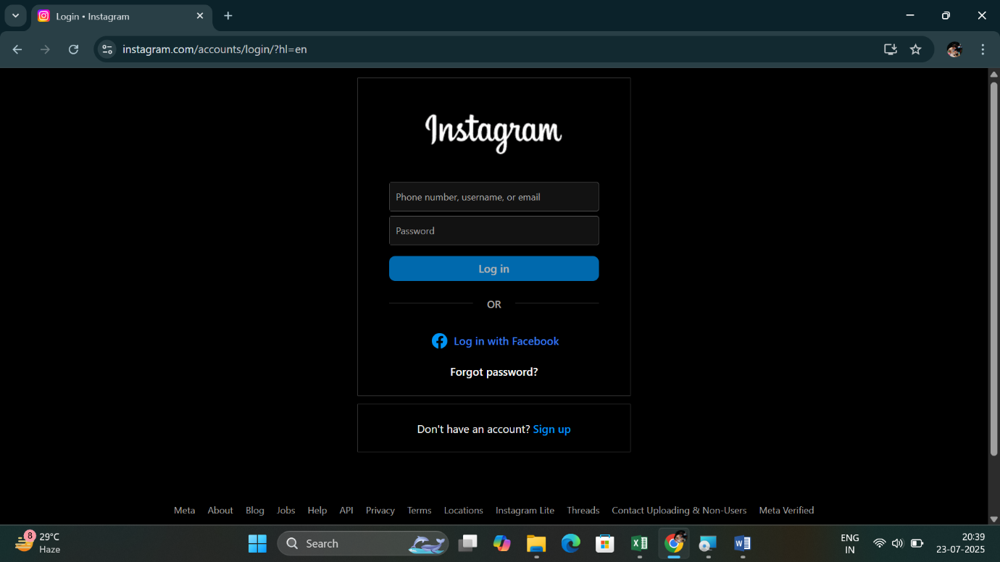 Login • Instagram
instagram.com/accounts/login/?hl=en
Instagram
Phone number, username, or email
Password
Log in
OR
Log in with Facebook
Forgot password?
Don't have an account? Sign up
Meta About Blog Jobs Help API Privacy Terms Locations Instagram Lite Threads Contact Uploading & Non-Users Meta Verified
8
29°C
Haze
Search
ENG
IN
20:39
23-07-2025